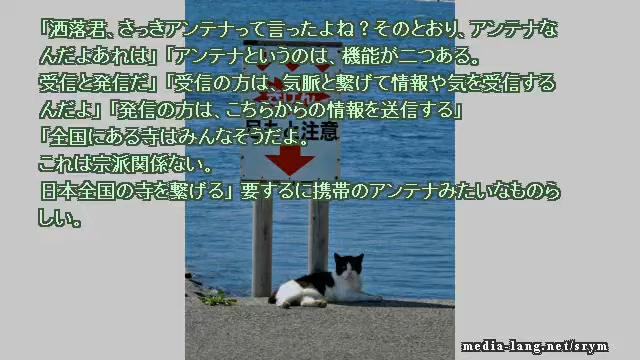 「洒落君、さっきアンテナって言ったよね？そのとおり、アンテナな
んだよあれは」「アンテナというのは、機能が二つある。
受信と発信だ」「受信の方は、気脈と繋げて情報や気を受信する
んだよ」「発信の方は、こちらからの情報を送信する」
「全国にある寺はみんなそうだよ。
これは宗派関係ない。
日本全国の寺を繋げる」要するに携帯のアンテナみたいなものら
しい。
注意
media-lang.net/srym